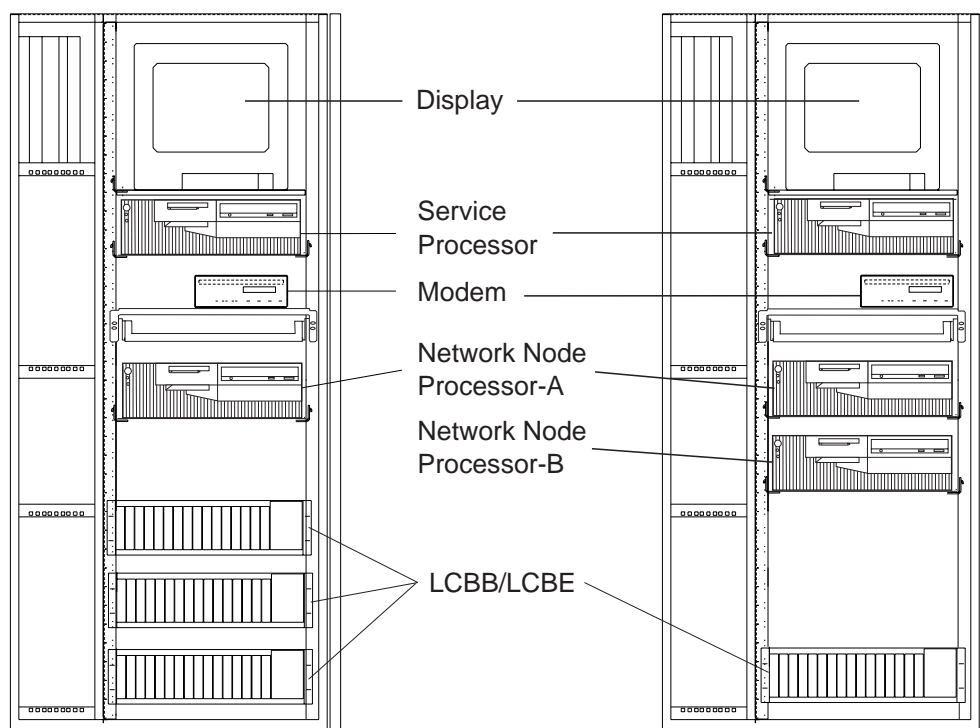 Display
Service
Processor
Modem
Network Node
Processor-A
Network Node
Processor-B
LCBB/LCBE